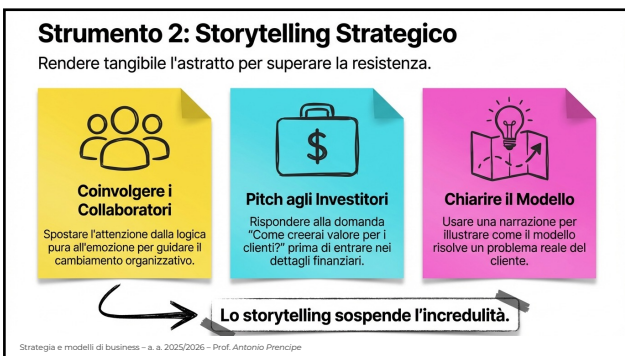 Strumento 2: Storytelling Strategico
Rendere tangibile l'astratto per superare la resistenza.
Coinvolgere i
Collaboratori
Spostare l'attenzione dalla logica
pura all'emozione per guidare il
cambiamento organizzativo.
$
Pitch agli Investitori
Rispondere alla domanda
"Come creerai valore per i
clienti?" prima di entrare nei
dettagli finanziari.
Chiarire il Modello
Usare una narrazione per
illustrare come il modello
risolve un problema reale del
cliente.
Lo storytelling sospende l'incredulità.
Strategia e modelli di business – a. a. 2025/2026 – Prof. Antonio Prencipe